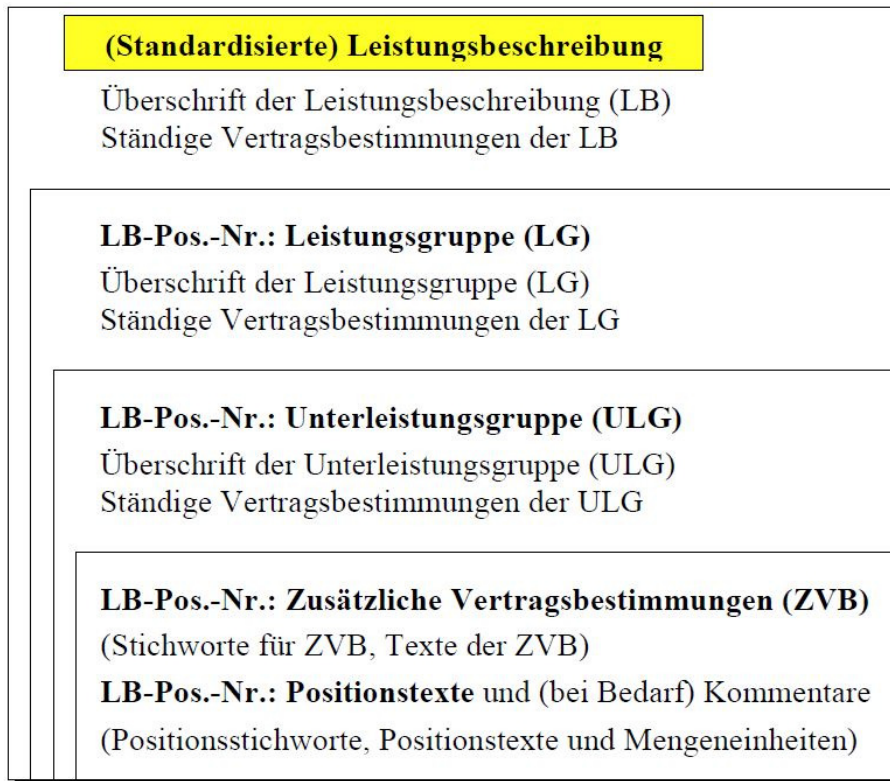 (Standardisierte) Leistungsbeschreibung
Überschrift der Leistungsbeschreibung (LB)
Ständige Vertragsbestimmungen der LB
LB-Pos.-Nr.: Leistungsgruppe (LG)
Überschrift der Leistungsgruppe (LG)
Ständige Vertragsbestimmungen der LG
LB-Pos.-Nr.: Unterleistungsgruppe (ULG)
Überschrift der Unterleistungsgruppe (ULG)
Ständige Vertragsbestimmungen der ULG
LB-Pos.-Nr.: Zusätzliche Vertragsbestimmungen (ZVB)
(Stichworte für ZVB, Texte der ZVB)
LB-Pos.-Nr.: Positionstexte und (bei Bedarf) Kommentare
(Positionsstichworte, Positionstexte und Mengeneinheiten)